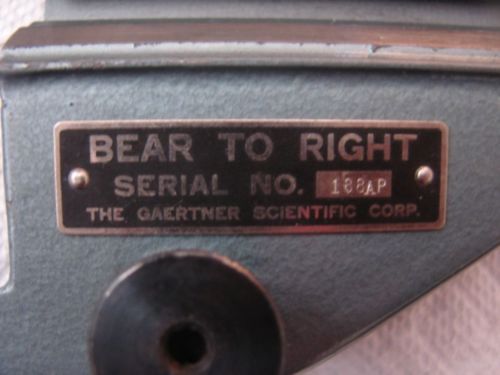 BEAR TO RIGHT
SERIAL NO. 188AP
THE GAERTNER SCIENTIFIC CORP.